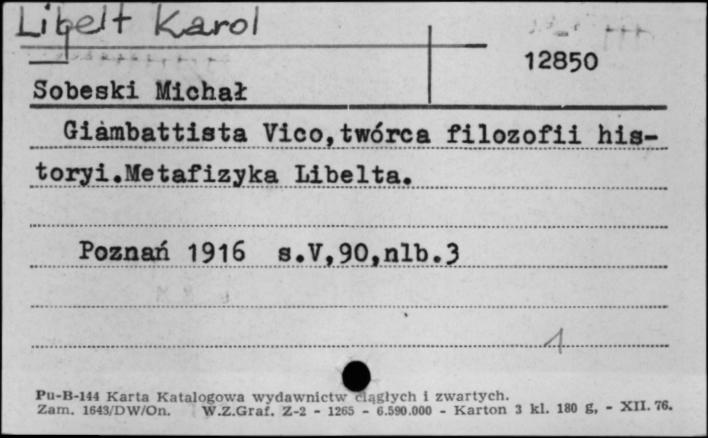 Libelt Karol
12850
Sobeski Michał
Giambattista Vico,twórca filozofii his-
toryi.Metafizyka Libelta.
Poznań 1916 s.V,90,nlb.3
1
Pu-B-144 Karta Katalogowa wydawnictw ciągłych i zwartych.
Zam. 1643/DW/On. W.Z.Graf. Z-2 - 1265 - 6.590.000 - Karton 3 kl. 180 g, - XII. 76.